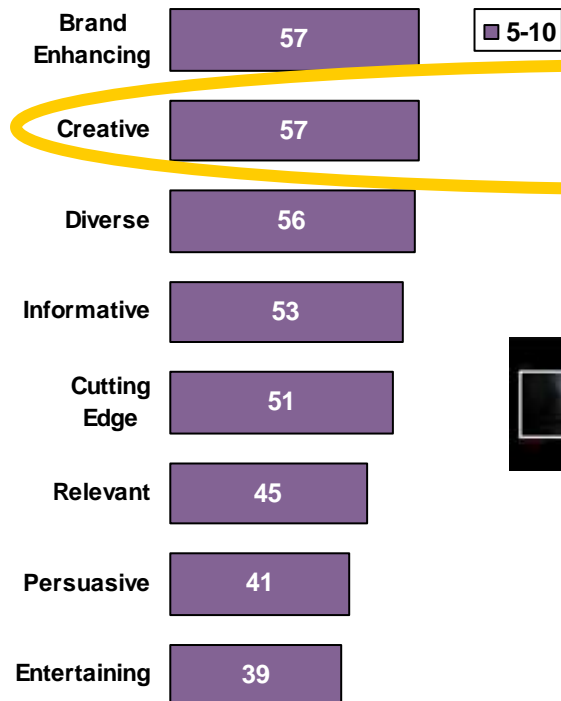 Brand
Enhancing
57
5-10
Creative
57
Diverse
56
Informative
53
Cutting
Edge
51
Relevant
45
Persuasive
41
Entertaining
39